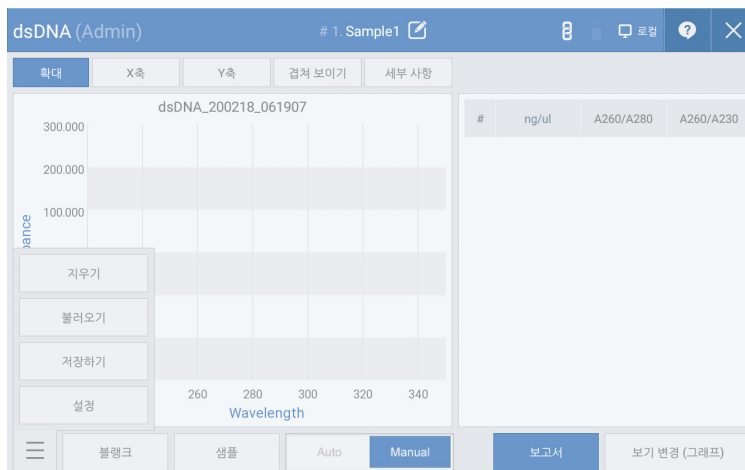 dsDNA (Admin)
# 1. Sample1
로컬
?
확대
X축
Y축
겹쳐 보이기
세부 사항
dsDNA_200218_061907
300.000
200.000
100.000
260 280 300 320 340
Wavelength
# ng/ul A260/A280 A260/A230
지우기
불러오기
저장하기
설정
블랭크
샘플
Auto
Manual
보고서
보기 변경 (그래프)